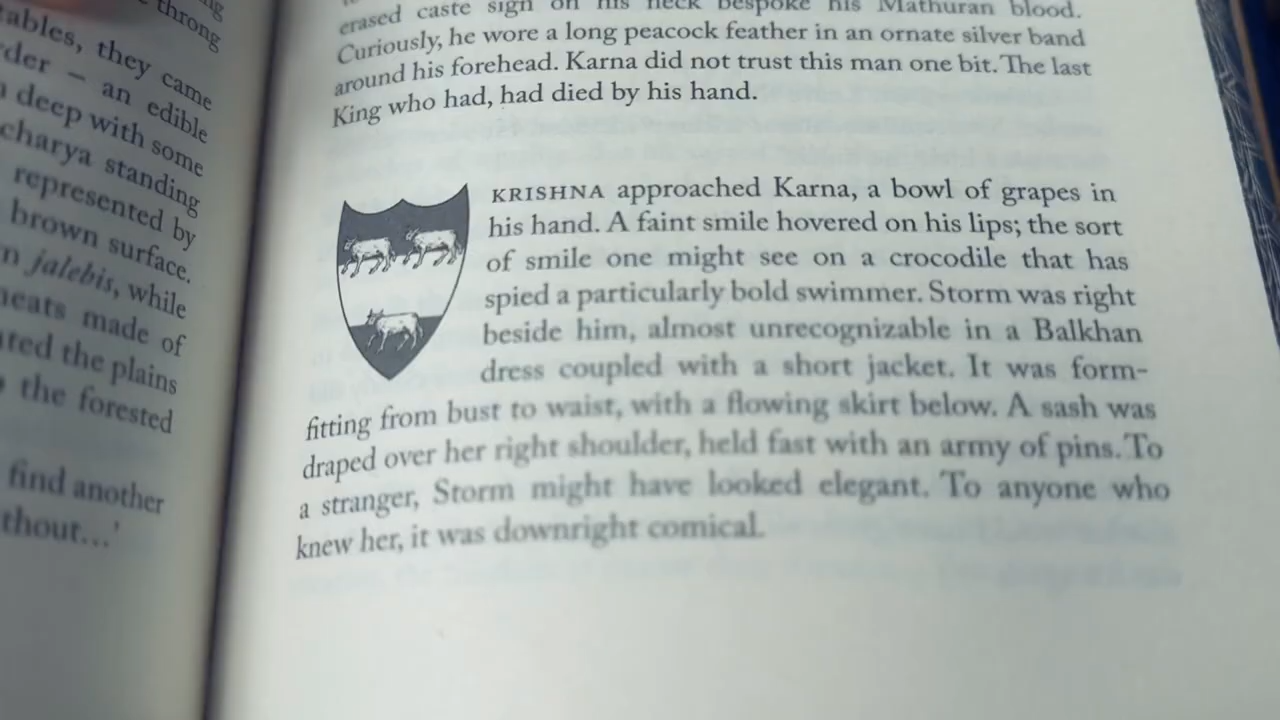 throng
tables, they came
– an edible
deep with some
charya standing
represented by
brown surface.
jalebis, while
made of
the plains
the forested
find another
thout...’
erased caste sign on his neck bespoke his Mathuran blood.
Curiously, he wore a long peacock feather in an ornate silver band
around his forehead. Karna did not trust this man one bit. The last
King who had, had died by his hand.
KRISHNA approached Karna, a bowl of grapes in
his hand. A faint smile hovered on his lips; the sort
of smile one might see on a crocodile that has
spied a particularly bold swimmer. Storm was right
beside him, almost unrecognizable in a Balkhan
dress coupled with a short jacket. It was form-
fitting from bust to waist, with a flowing skirt below. A sash was
draped over her right shoulder, held fast with an army of pins. To
a stranger, Storm might have looked elegant. To anyone who
knew her, it was downright comical.